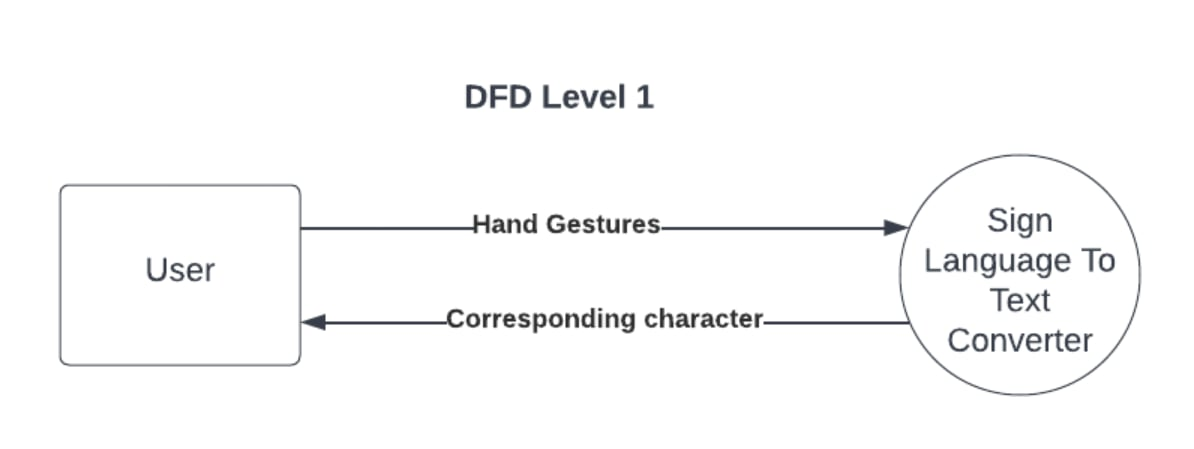 DFD Level 1
User
Hand Gestures
Corresponding character
Sign
Language To
Text
Converter